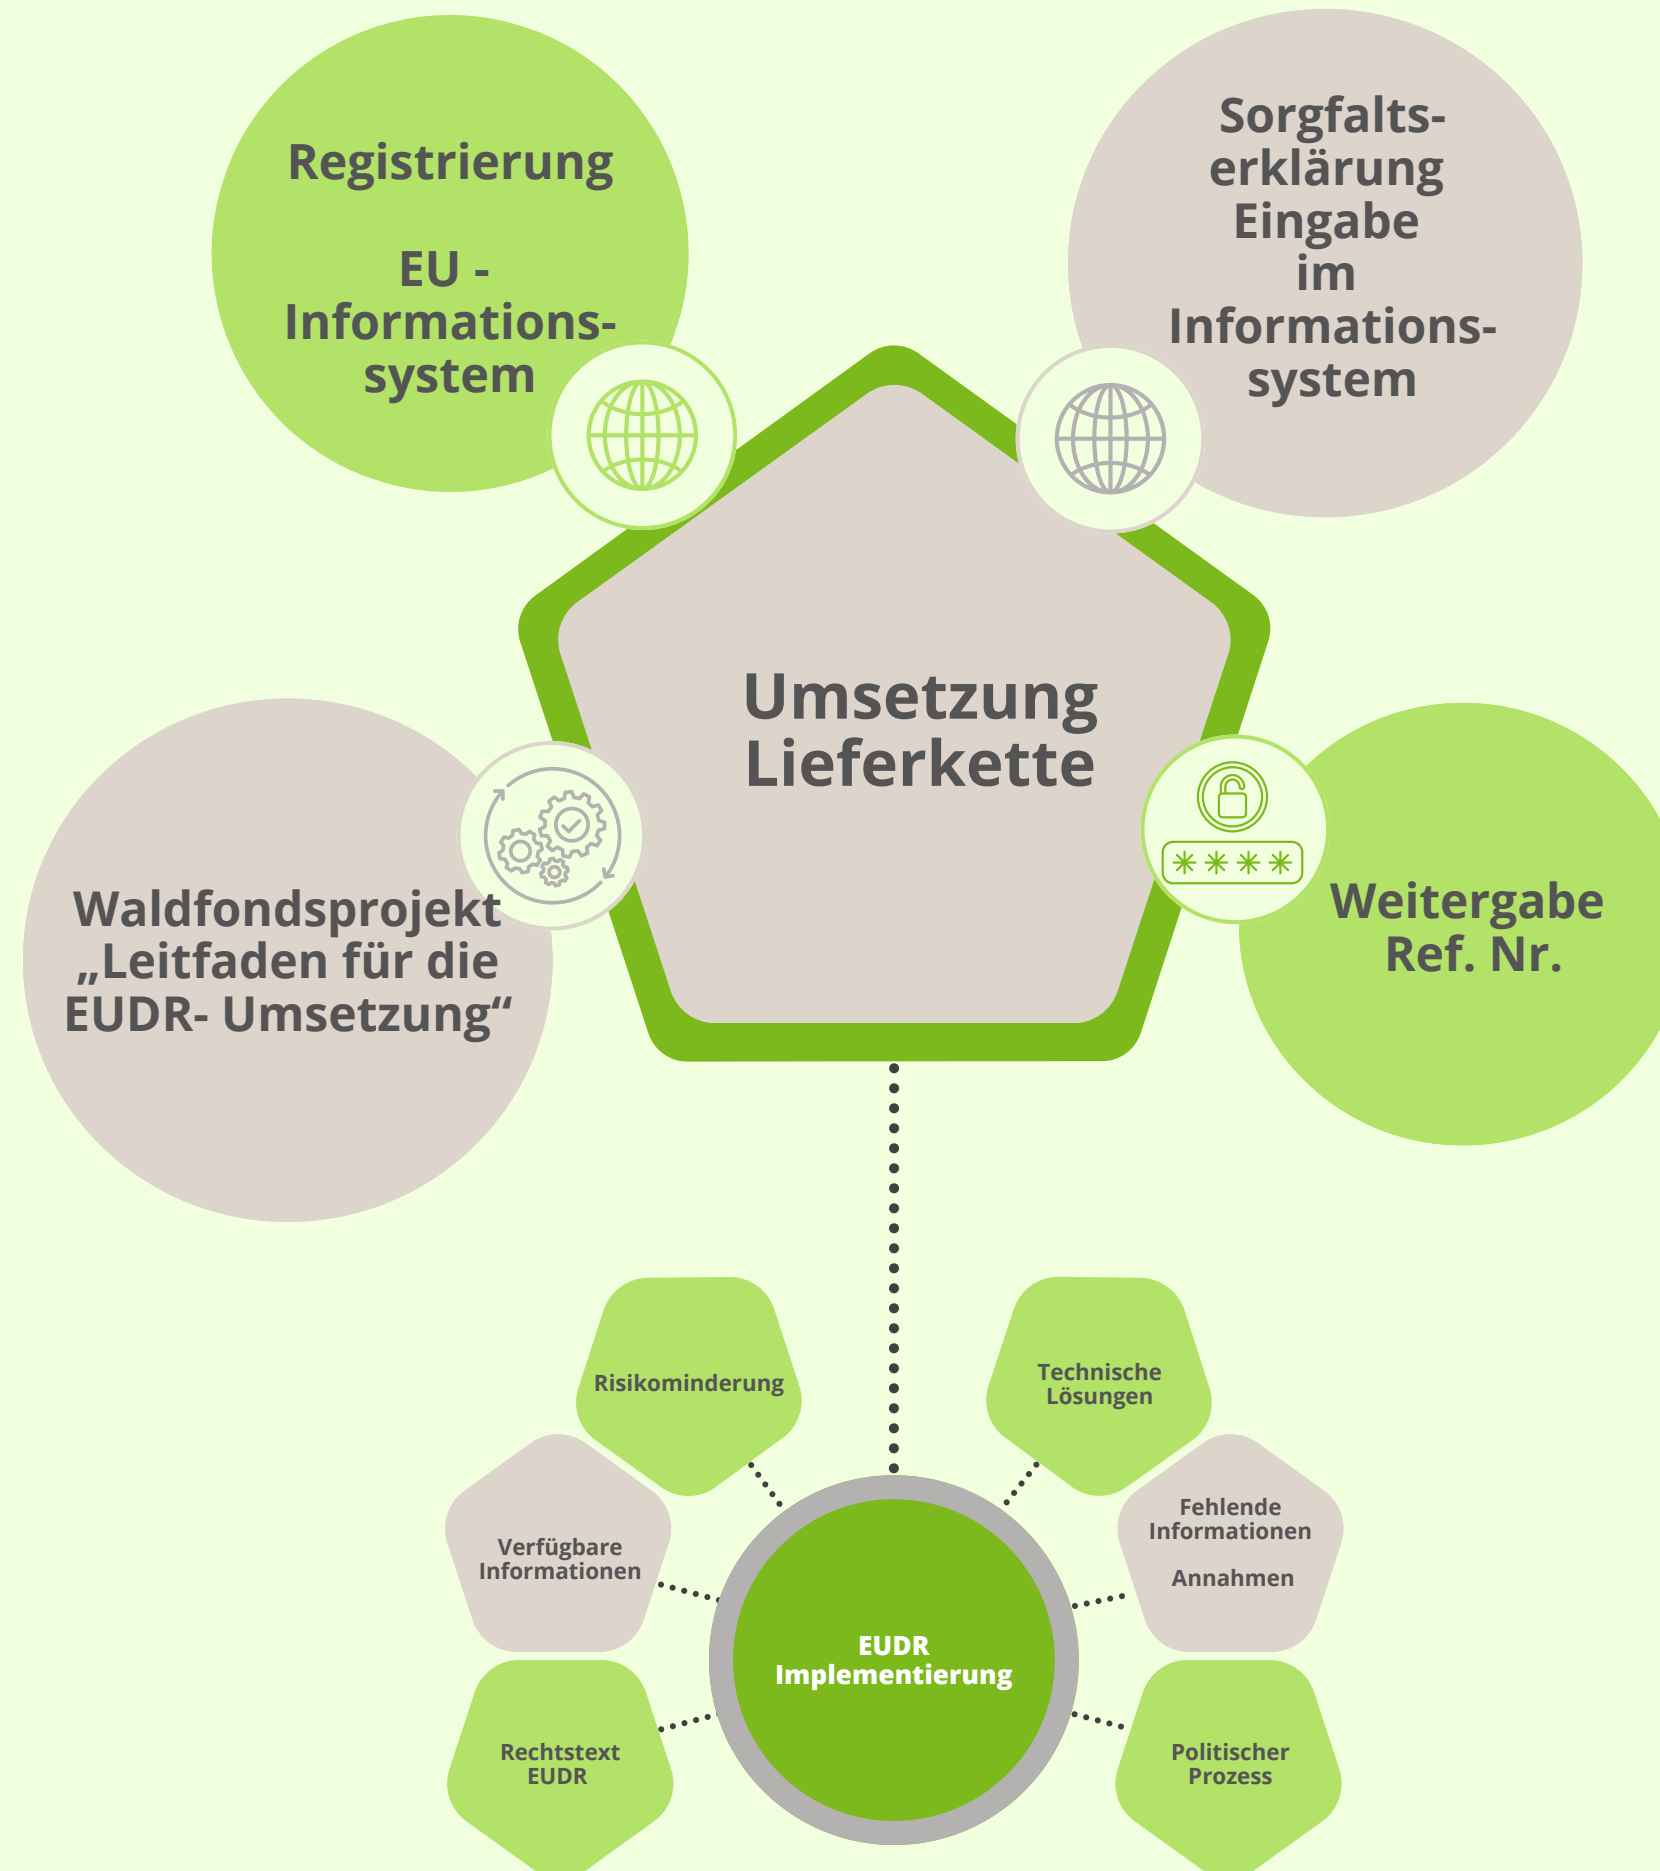 Registrierung
EU -
Informations-
system
Sorgfalts-
erklärung
Eingabe
im
Informations-
system
Umsetzung
Lieferkette
Waldfondsprojekt
„Leitfaden für die
EUDR- Umsetzung“
Weitergabe
Ref. Nr.
Risikominderung
Technische
Lösungen
Verfügbare
Informationen
Fehlende
Informationen
Annahmen
EUDR
Implementierung
Rechtstext
EUDR
Politischer
Prozess